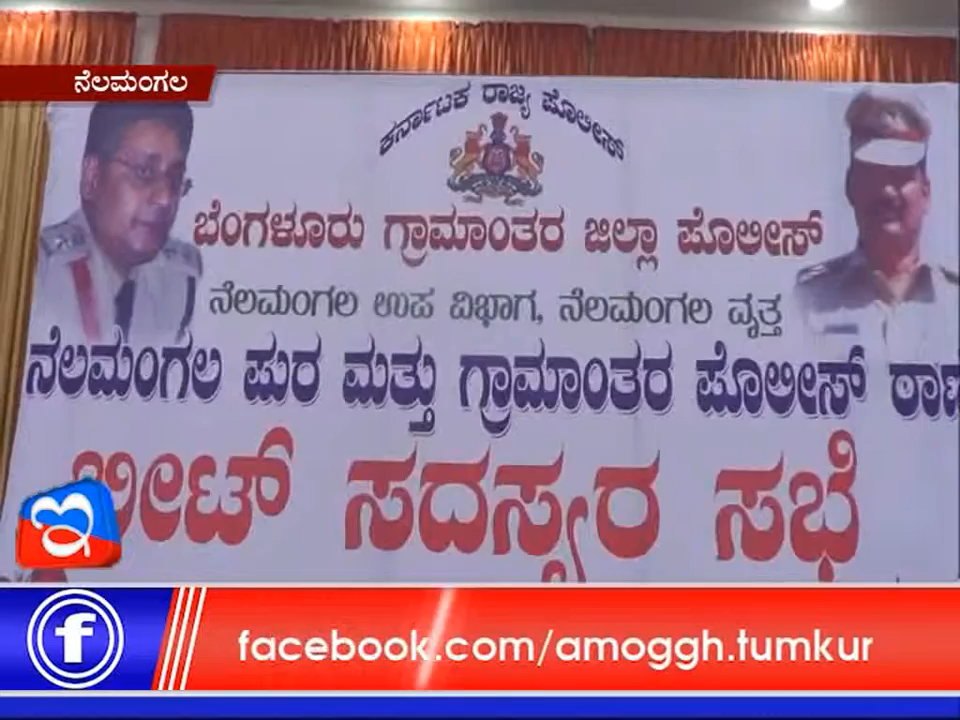 ನೆಲಮಂಗಲ
ಕರ್ನಾಟಕ ರಾಜ್ಯ ಪೊಲೀಸ್
ಬೆಂಗಳೂರು ಗ್ರಾಮಾಂತರ ಜಿಲ್ಲಾ ಪೊಲೀಸ್
ನೆಲಮಂಗಲ ಉಪ ವಿಭಾಗ, ನೆಲಮಂಗಲ ವೃತ್ತ
ನೆಲಮಂಗಲ ಪುರ ಮತ್ತು ಗ್ರಾಮಾಂತರ ಪೊಲೀಸ್
ಬೀಟ್ ಸದಸ್ಯರ ಸಭೆ
ಇ
facebook.com/amoggh.tumkur